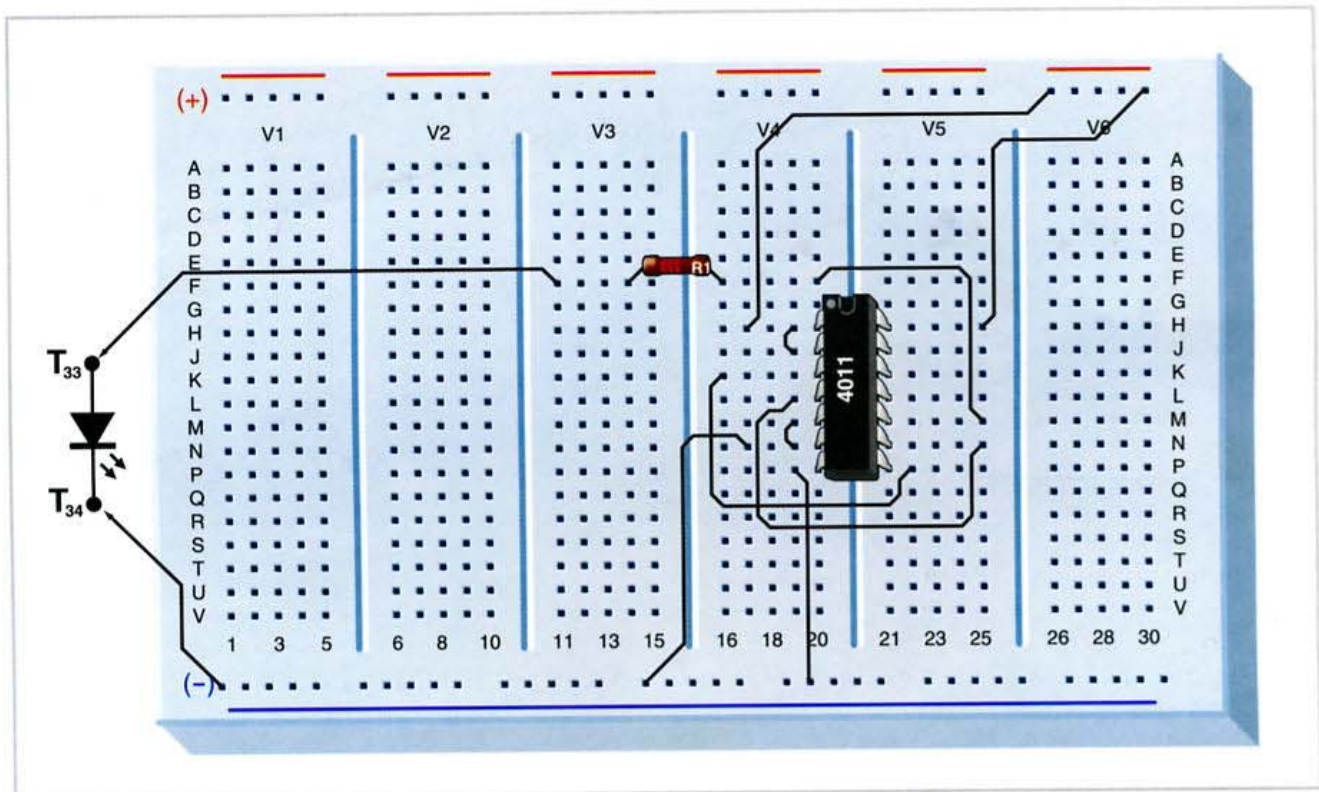 (+)
V1 V2 V3 V4 V5 V6
A A
B B
C C
D D
E E
R1
F F
G G
H H
J J
T33
K K
4011
L L
M M
N N
P P
T34
Q Q
R R
S S
T T
U U
V V
1 3 5 6 8 10 11 13 15 16 18 20 21 23 25 26 28 30
(−)